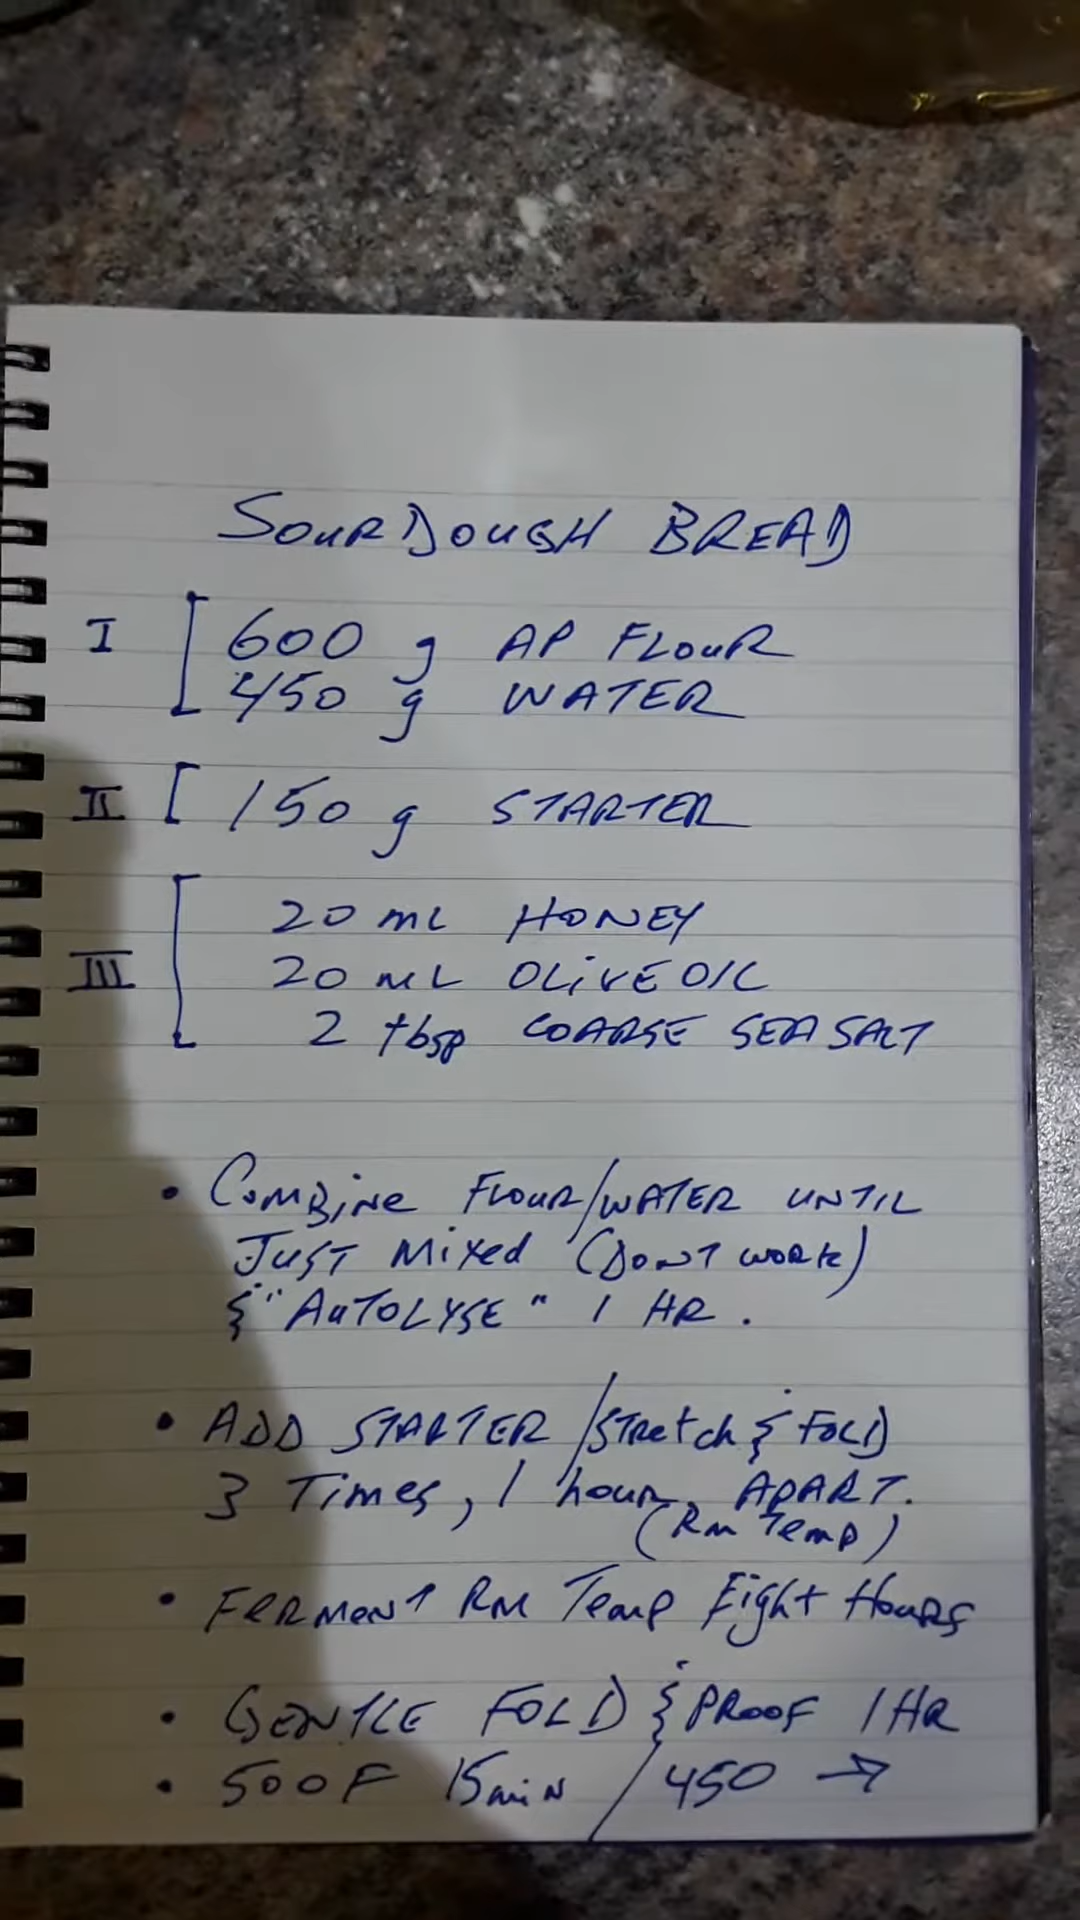 SOURDOUGH BREAD
I [ 600 g AP FLOUR
450 g WATER
II [ 150 g STARTER
20 mL HONEY
III [ 20 mL OLIVE OIL
2 tbsp COARSE SEA SALT
• COMBINE FLOUR/WATER UNTIL
JUST MIXED (DONT WORK)
& "AUTOLYSE" 1 HR.
• ADD STARTER / STRETCH & FOLD
3 TIMES, 1 hour APART.
(RM TEMP)
• FERMENT RM TEMP EIGHT HOURS
• GENTLE FOLD & PROOF 1 HR
• 500F 15 min / 450 →